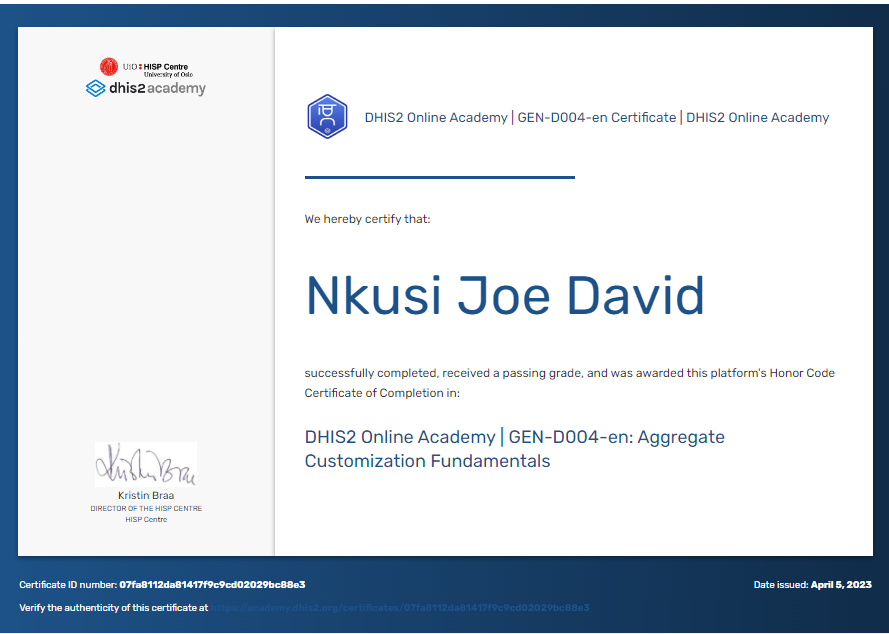 UiO HISP Centre
University of Oslo
dhis2 academy
DHIS2 Online Academy | GEN-D004-en Certificate | DHIS2 Online Academy
We hereby certify that:
Nkusi Joe David
successfully completed, received a passing grade, and was awarded this platform's Honor Code
Certificate of Completion in:
DHIS2 Online Academy | GEN-D004-en: Aggregate
Customization Fundamentals
Kristin Braa
Kristin Braa
DIRECTOR OF THE HISP CENTRE
HISP Centre
Certificate ID number: 07fa8112da81417f9c9cd02029bc88e3
Date issued: April 5, 2023
Verify the authenticity of this certificate at https://academy.dhis2.org/certificates/07fa8112da81417f9c9cd02029bc88e3